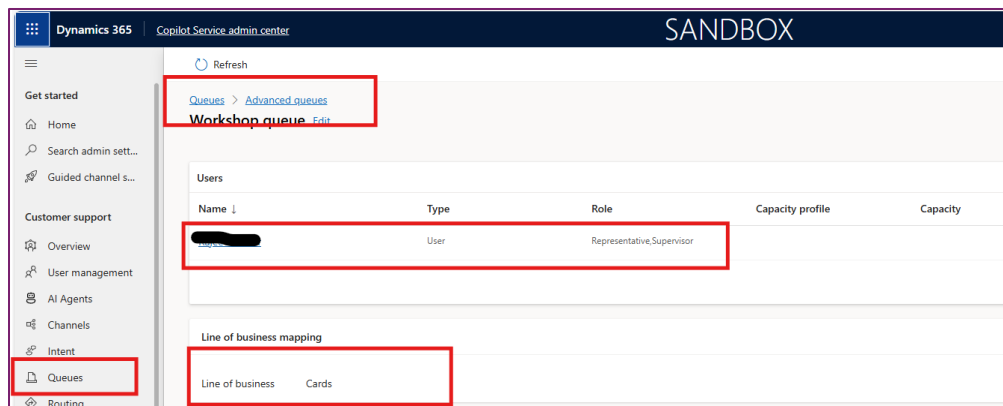 Dynamics 365 Copilot Service admin center SANDBOX
Refresh
Get started
Home
Search admin sett...
Guided channel s...
Customer support
Overview
User management
AI Agents
Channels
Intent
Queues
Routing
Queues > Advanced queues
Workshop queue Edit
Users
Name ↓ Type Role Capacity profile Capacity
User Representative,Supervisor
Line of business mapping
Line of business Cards